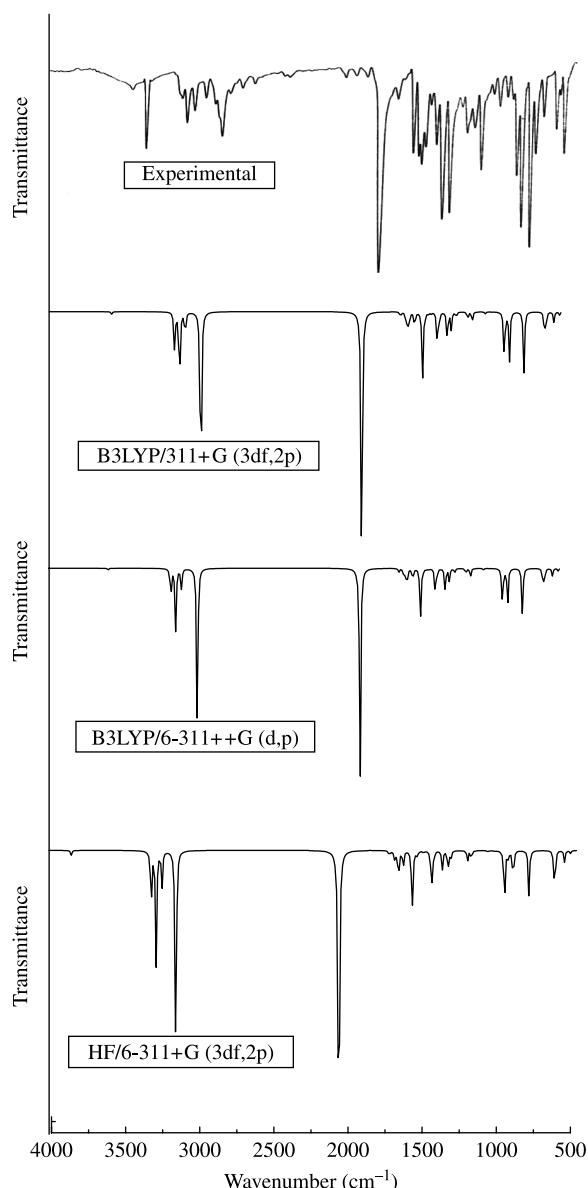 Transmittance
Experimental
B3LYP/311+G (3df,2p)
Transmittance
B3LYP/6-311++G (d,p)
Transmittance
HF/6-311+G (3df,2p)
4000 3500 3000 2500 2000 1500 1000 500
Wavenumber (cm⁻¹)